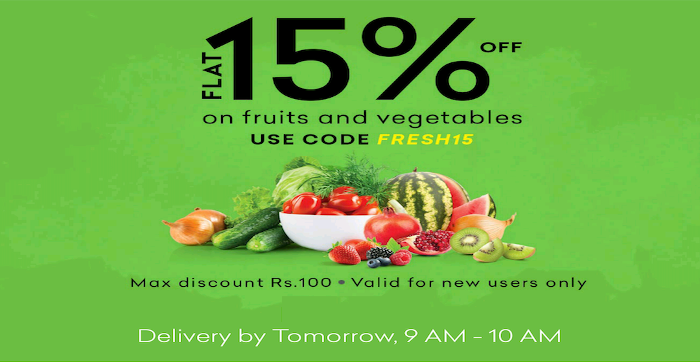 FLAT 15% OFF
on fruits and vegetables
USE CODE FRESH15
Max discount Rs.100 • Valid for new users only
Delivery by Tomorrow, 9 AM - 10 AM